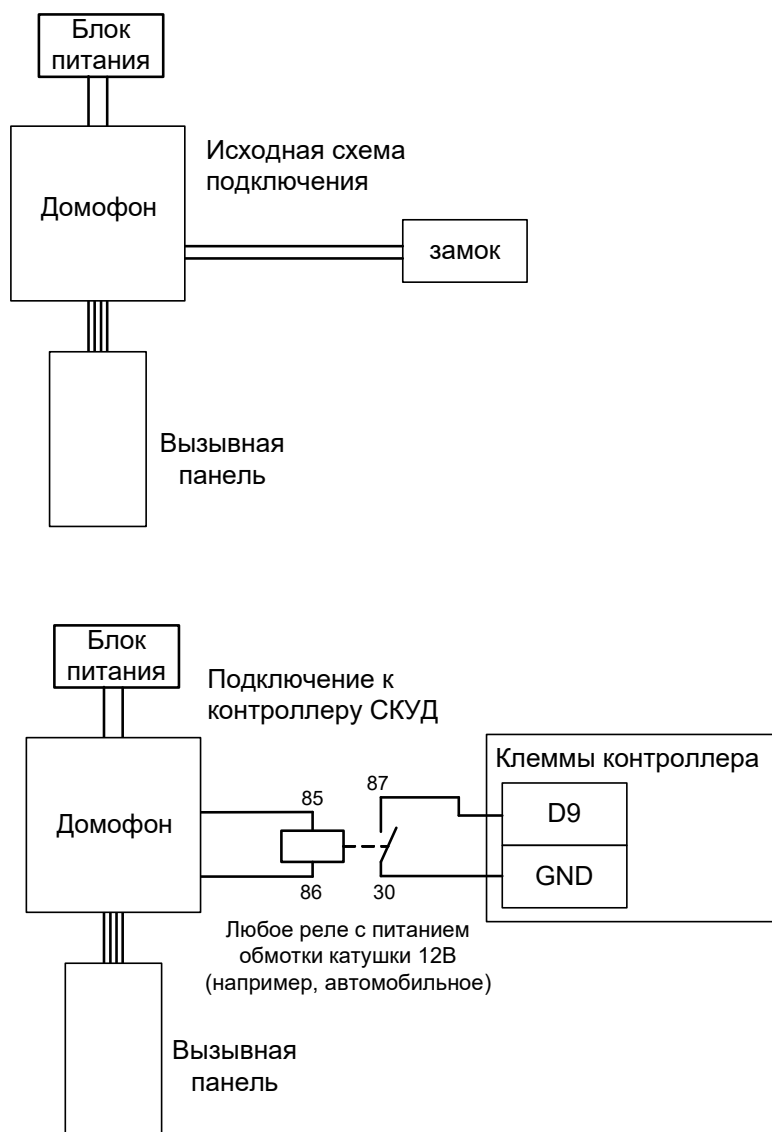 Блок
питания
Исходная схема
подключения
Домофон
замок
Вызывная
панель
Блок
питания
Подключение к
контроллеру СКУД
Клеммы контроллера
85
87
D9
Домофон
GND
86
30
Любое реле с питанием
обмотки катушки 12В
(например, автомобильное)
Вызывная
панель